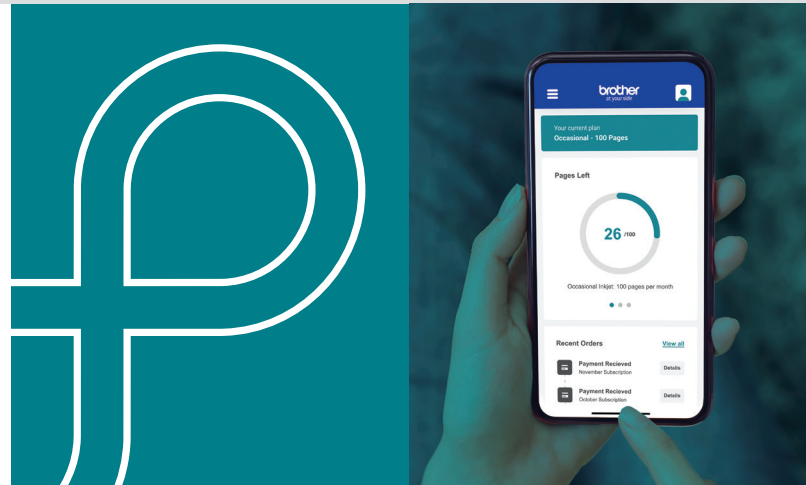 brother
at your side
Your current plan
Occasional - 100 Pages
Pages Left
26 /100
Occasional Inkjet: 100 pages per month
Recent Orders View all
Payment Recieved
November Subscription
Details
Payment Recieved
October Subscription
Details